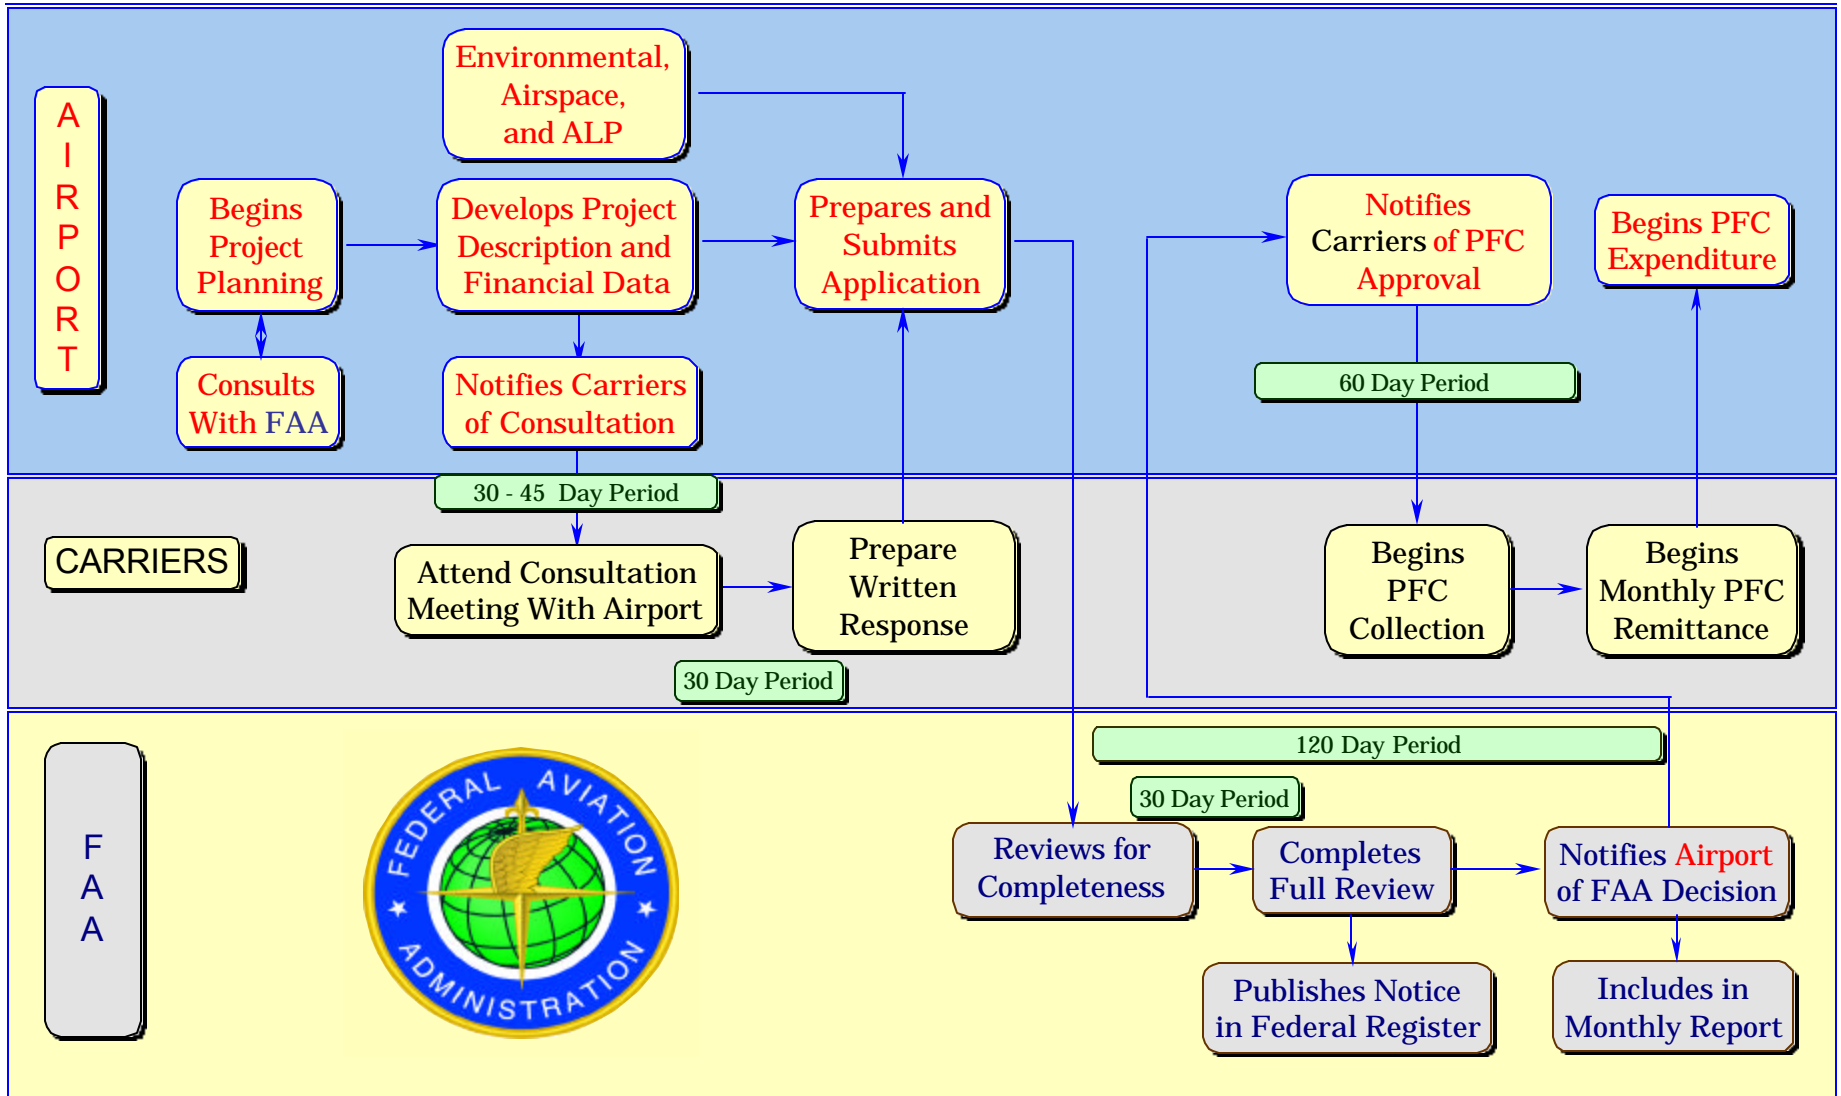 AIRPORT
Environmental,
Airspace,
and ALP
Begins
Project
Planning
Develops Project
Description and
Financial Data
Prepares and
Submits
Application
Notifies
Carriers of PFC
Approval
Begins PFC
Expenditure
Consults
With FAA
Notifies Carriers
of Consultation
60 Day Period
30 - 45 Day Period
CARRIERS
Attend Consultation
Meeting With Airport
Prepare
Written
Response
Begins
PFC
Collection
Begins
Monthly PFC
Remittance
30 Day Period
FAA
FEDERAL AVIATION
ADMINISTRATION
120 Day Period
30 Day Period
Reviews for
Completeness
Completes
Full Review
Notifies Airport
of FAA Decision
Publishes Notice
in Federal Register
Includes in
Monthly Report